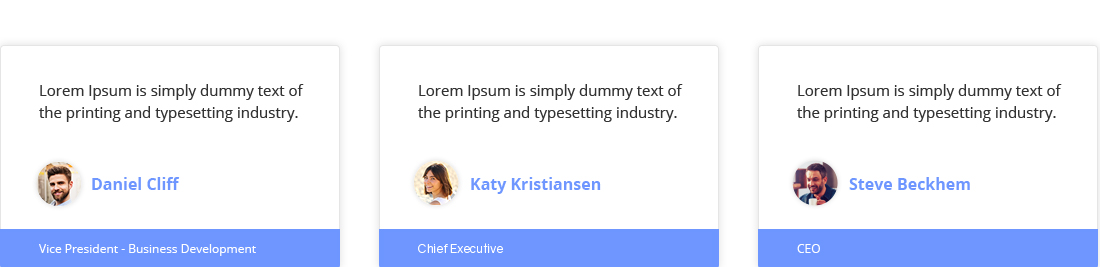 Lorem Ipsum is simply dummy text of
the printing and typesetting industry.
Daniel Cliff
Vice President - Business Development
Lorem Ipsum is simply dummy text of
the printing and typesetting industry.
Katy Kristiansen
Chief Executive
Lorem Ipsum is simply dummy text of
the printing and typesetting industry.
Steve Beckhem
CEO